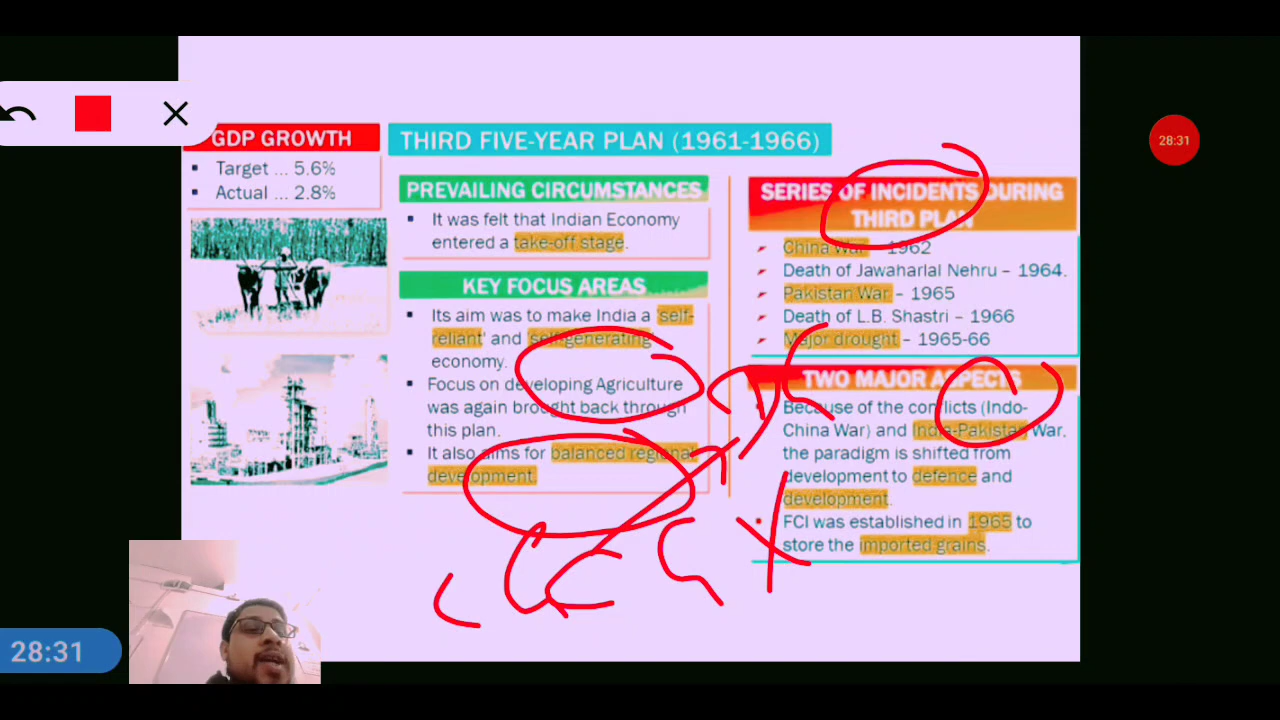 GDP GROWTH
▪ Target ... 5.6%
▪ Actual ... 2.8%
THIRD FIVE-YEAR PLAN (1961-1966)
PREVAILING CIRCUMSTANCES
▪ It was felt that Indian Economy
entered a take-off stage.
KEY FOCUS AREAS
▪ Its aim was to make India a 'self-
reliant' and 'self-generating
economy.
▪ Focus on developing Agriculture
was again brought back through
this plan.
▪ It also aims for balanced regional
development.
SERIES OF INCIDENTS DURING
THIRD PLAN
China War - 1962
Death of Jawaharlal Nehru – 1964.
Pakistan War – 1965
Death of L.B. Shastri – 1966
Major drought – 1965-66
TWO MAJOR ASPECTS
Because of the conflicts (Indo-
China War) and India-Pakistan War,
the paradigm is shifted from
development to defence and
development.
FCI was established in 1965 to
store the imported grains.
28:31
28:31